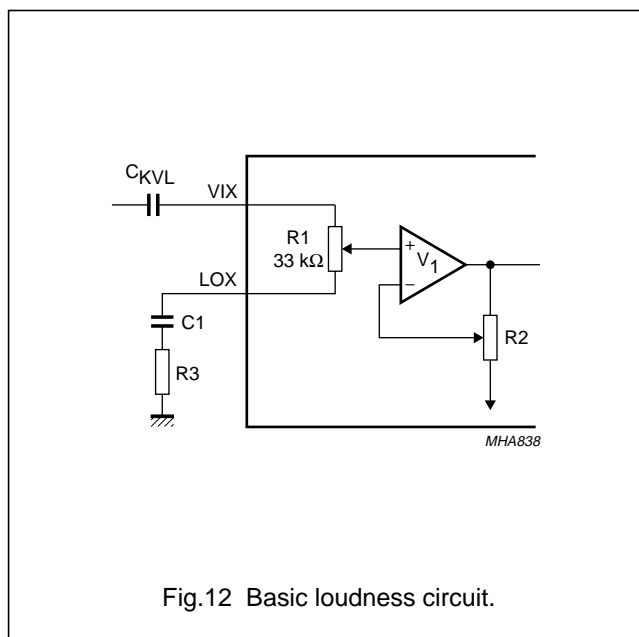 CKVL
VIX
R1
33 kΩ
+
V1
−
LOX
C1
R2
R3
MHA838
Fig.12 Basic loudness circuit.